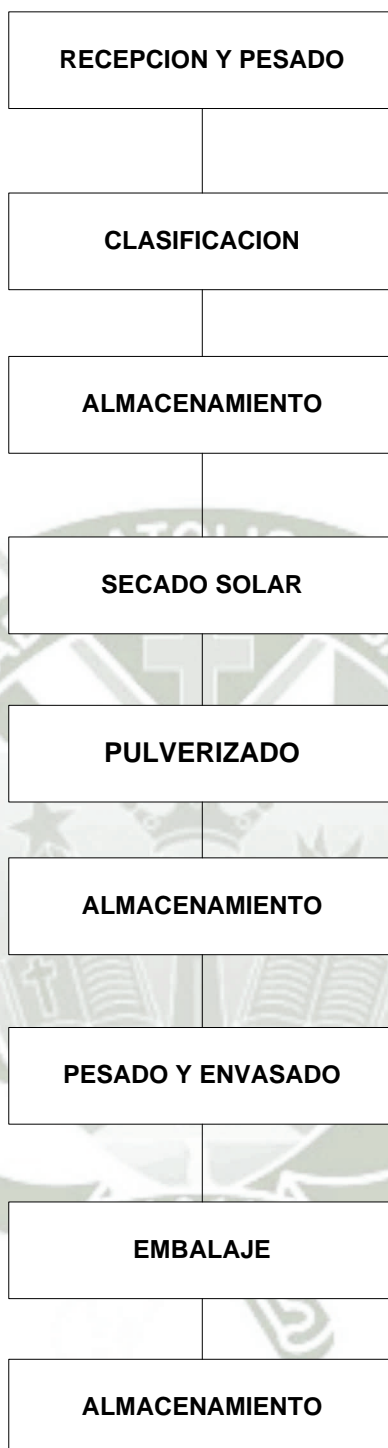 RECEPCION Y PESADO
CLASIFICACION
ALMACENAMIENTO
SECADO SOLAR
PULVERIZADO
ALMACENAMIENTO
PESADO Y ENVASADO
EMBALAJE
ALMACENAMIENTO